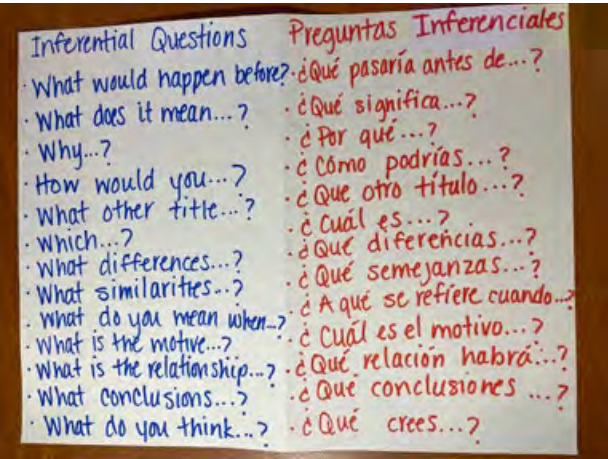 Inferential Questions
· What would happen before?
· What does it mean...?
· Why...?
· How would you...?
· What other title...?
· Which...?
· What differences...?
· What similarities...?
· What do you mean when...?
· What is the motive...?
· What is the relationship...?
· What conclusions...?
· What do you think...?
Preguntas Inferenciales
· ¿Qué pasaría antes de...?
· ¿Qué significa...?
· ¿Por qué...?
· ¿Cómo podrías...?
· ¿Que otro título...?
· ¿Cuál es...?
· ¿Qué diferencias...?
· ¿Qué semejanzas...?
· ¿A qué se refiere cuando...?
· ¿Cuál es el motivo...?
· ¿Qué relación habrá...?
· ¿Qué conclusiones ...?
· ¿Qué crees...?